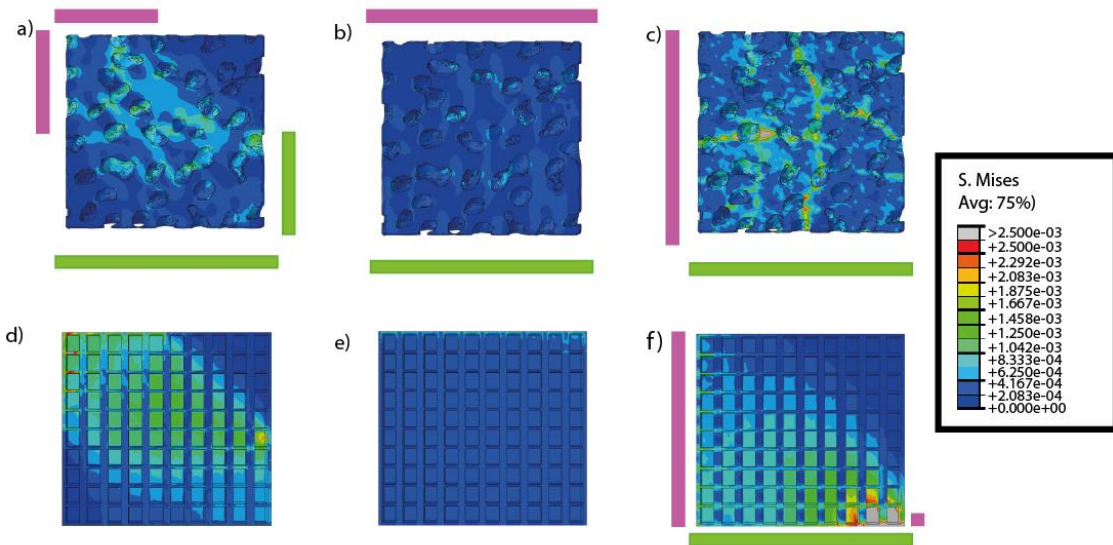 a)
b)
c)
S. Mises
Avg: 75%)
>2.500e-03
+2.500e-03
+2.292e-03
+2.083e-03
+1.875e-03
+1.667e-03
+1.458e-03
+1.250e-03
+1.042e-03
+8.333e-04
+6.250e-04
+4.167e-04
+2.083e-04
+0.000e+00
d)
e)
f)